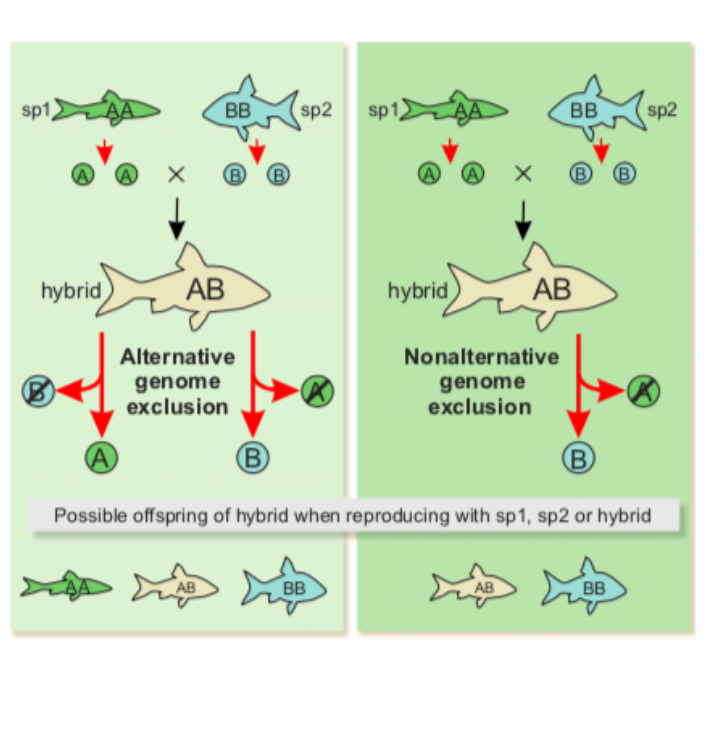 sp1 AA BB sp2
A A × B B
hybrid AB
B Alternative genome exclusion A
A B
sp1 AA BB sp2
A A × B B
hybrid AB
Nonalternative genome exclusion A
B
Possible offspring of hybrid when reproducing with sp1, sp2 or hybrid
AA AB BB
AB BB